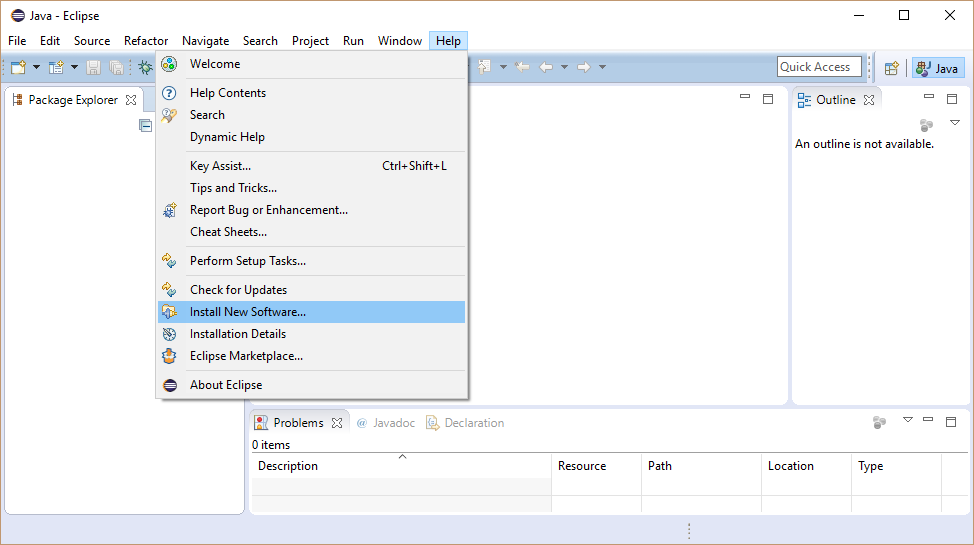 Java - Eclipse
File Edit Source Refactor Navigate Search Project Run Window Help
Quick Access
Java
Package Explorer
Welcome
Help Contents
Search
Dynamic Help
Key Assist... Ctrl+Shift+L
Tips and Tricks...
Report Bug or Enhancement...
Cheat Sheets...
Perform Setup Tasks...
Check for Updates
Install New Software...
Installation Details
Eclipse Marketplace...
About Eclipse
Outline
An outline is not available.
Problems @ Javadoc Declaration
0 items
Description Resource Path Location Type